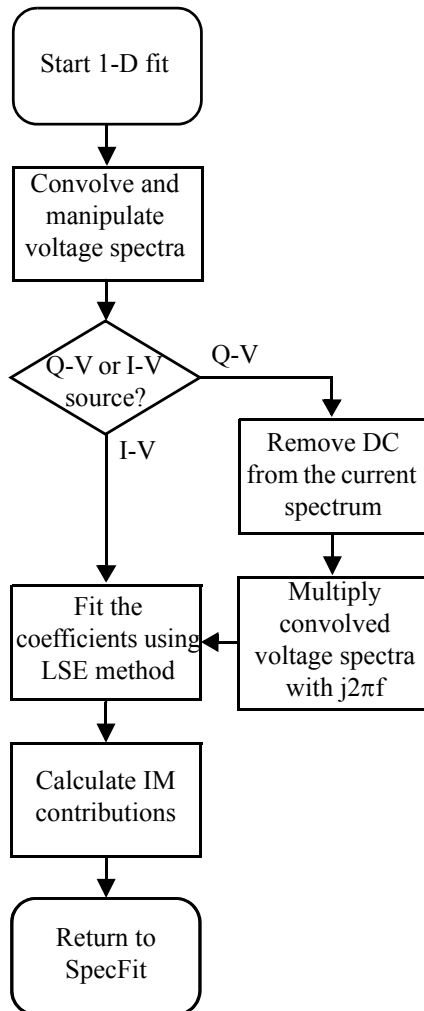 Start 1-D fit
Convolve and
manipulate
voltage spectra
Q-V or I-V
source?
Q-V
I-V
Remove DC
from the current
spectrum
Multiply
convolved
voltage spectra
with j2πf
Fit the
coefficients using
LSE method
Calculate IM
contributions
Return to
SpecFit